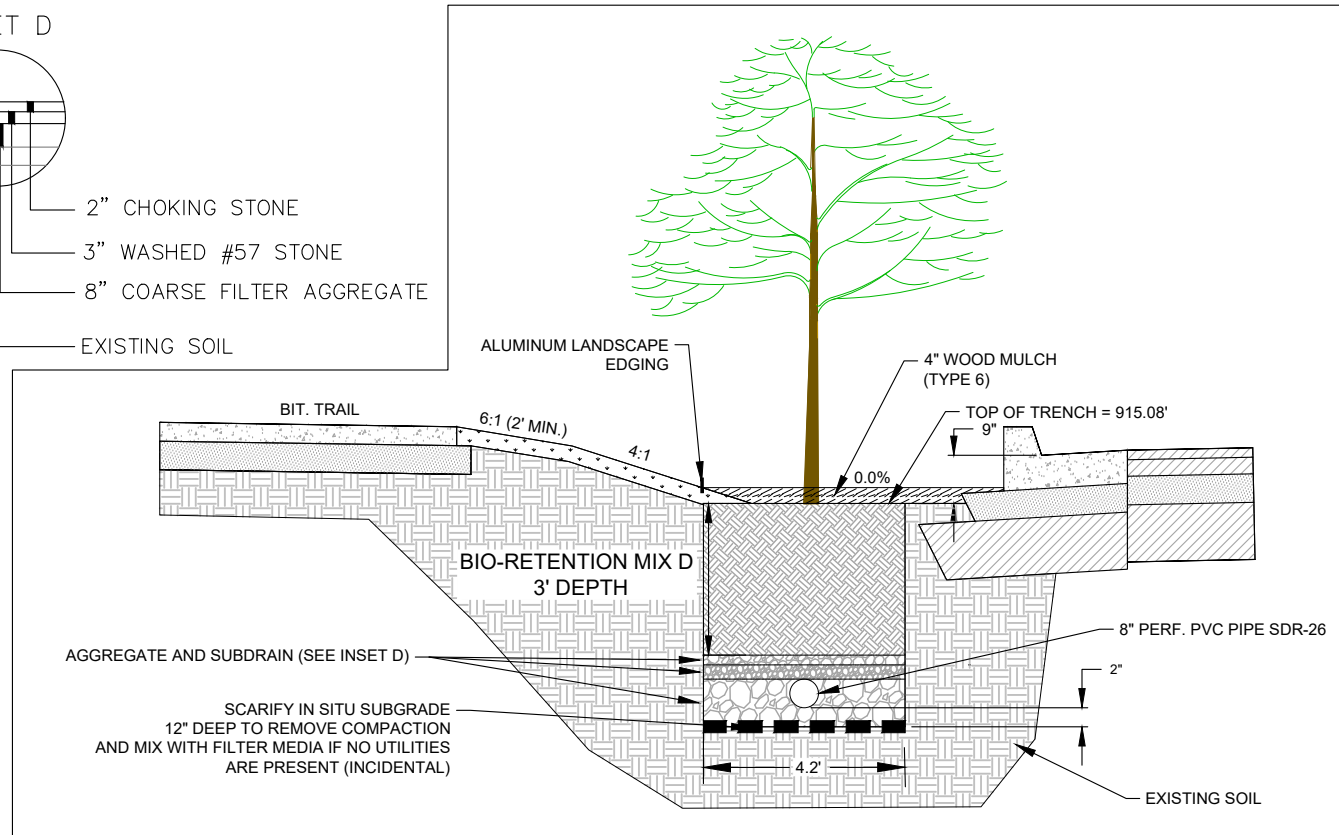 ET D
2" CHOKING STONE
3" WASHED #57 STONE
8" COARSE FILTER AGGREGATE
EXISTING SOIL
ALUMINUM LANDSCAPE
EDGING
4" WOOD MULCH
(TYPE 6)
BIT. TRAIL
6:1 (2' MIN.)
4:1
TOP OF TRENCH = 915.08'
9"
0.0%
BIO-RETENTION MIX D
3' DEPTH
AGGREGATE AND SUBDRAIN (SEE INSET D)
8" PERF. PVC PIPE SDR-26
2"
SCARIFY IN SITU SUBGRADE
12" DEEP TO REMOVE COMPACTION
AND MIX WITH FILTER MEDIA IF NO UTILITIES
ARE PRESENT (INCIDENTAL)
4.2'
EXISTING SOIL